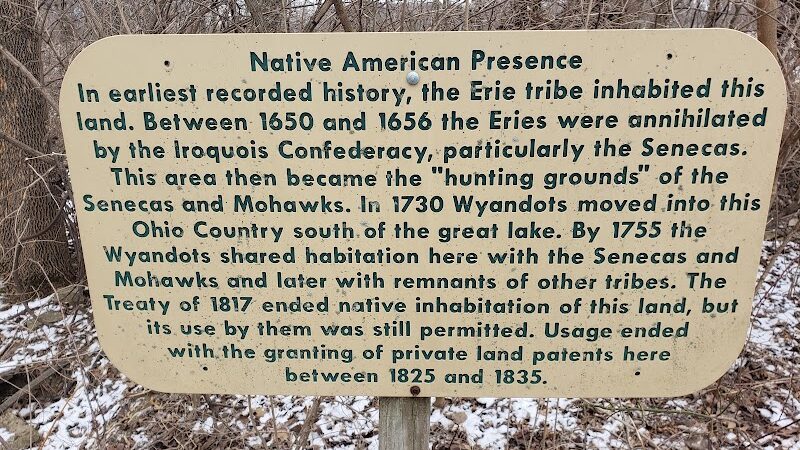 Native American Presence
In earliest recorded history, the Erie tribe inhabited this
land. Between 1650 and 1656 the Eries were annihilated
by the Iroquois Confederacy, particularly the Senecas.
This area then became the "hunting grounds" of the
Senecas and Mohawks. In 1730 Wyandots moved into this
Ohio Country south of the great lake. By 1755 the
Wyandots shared habitation here with the Senecas and
Mohawks and later with remnants of other tribes. The
Treaty of 1817 ended native inhabitation of this land, but
its use by them was still permitted. Usage ended
with the granting of private land patents here
between 1825 and 1835.